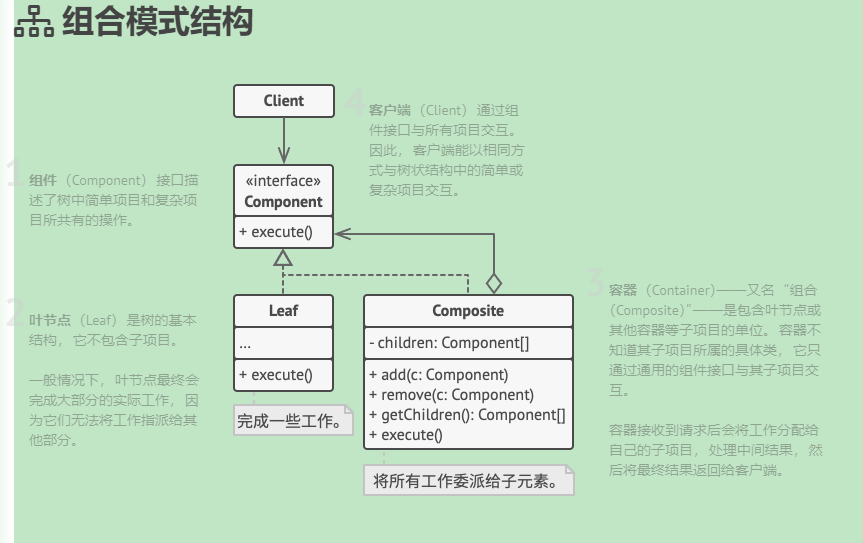 组合模式结构
Client
4
客户端（Client）通过组
件接口与所有项目交互。
因此， 客户端能以相同方
式与树状结构中的简单或
复杂项目交互。
1
组件（Component）接口描
述了树中简单项目和复杂项
目所共有的操作。
«interface»
Component
+ execute()
2
叶节点（Leaf）是树的基本
结构， 它不包含子项目。
一般情况下， 叶节点最终会
完成大部分的实际工作， 因
为它们无法将工作指派给其
他部分。
Leaf
...
+ execute()
完成一些工作。
Composite
- children: Component[]
+ add(c: Component)
+ remove(c: Component)
+ getChildren(): Component[]
+ execute()
将所有工作委派给子元素。
3
容器（Container)——又名“组合
(Composite)”——是包含叶节点或
其他容器等子项目的单位。 容器不
知道其子项目所属的具体类， 它只
通过通用的组件接口与其子项目交
互。
容器接收到请求后会将工作分配给
自己的子项目， 处理中间结果， 然
后将最终结果返回给客户端。